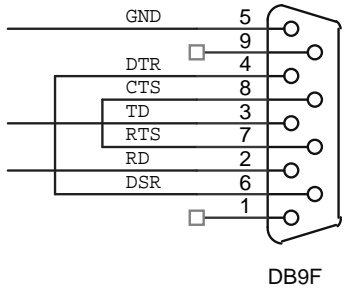 GND 5
9
DTR 4
CTS 8
TD 3
RTS 7
RD 2
DSR 6
1
DB9F